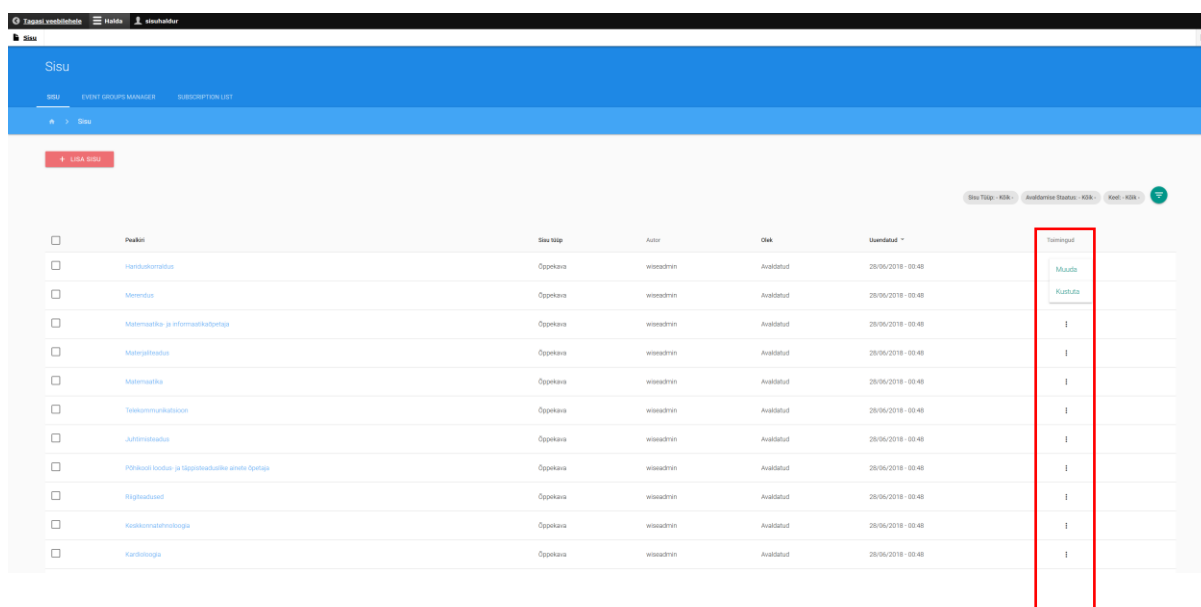 Tagasi veebilehele Halda sisuhaldur
Sisu
Sisu
SISU EVENT GROUPS MANAGER SUBSCRIPTION LIST
> Sisu
+ LISA SISU
Sisu Tüüp: - Kõik - Avaldamise Staatus: - Kõik - Keel: - Kõik -
Pealkiri Sisu tüüp Autor Olek Uuendatud Toimingud
Hariduskorraldus Õppekava wiseadmin Avaldatud 28/06/2018 - 00:48 Muuda
Merendus Õppekava wiseadmin Avaldatud 28/06/2018 - 00:48 Kustuta
Matemaatika- ja informaatikaõpetaja Õppekava wiseadmin Avaldatud 28/06/2018 - 00:48
Materjaliteadus Õppekava wiseadmin Avaldatud 28/06/2018 - 00:48
Matemaatika Õppekava wiseadmin Avaldatud 28/06/2018 - 00:48
Telekommunikatsioon Õppekava wiseadmin Avaldatud 28/06/2018 - 00:48
Juhtimisteadus Õppekava wiseadmin Avaldatud 28/06/2018 - 00:48
Põhikooli loodus- ja täppisteaduslike ainete õpetaja Õppekava wiseadmin Avaldatud 28/06/2018 - 00:48
Riigiteadused Õppekava wiseadmin Avaldatud 28/06/2018 - 00:48
Keskkonnatehnoloogia Õppekava wiseadmin Avaldatud 28/06/2018 - 00:48
Kardioloogia Õppekava wiseadmin Avaldatud 28/06/2018 - 00:48